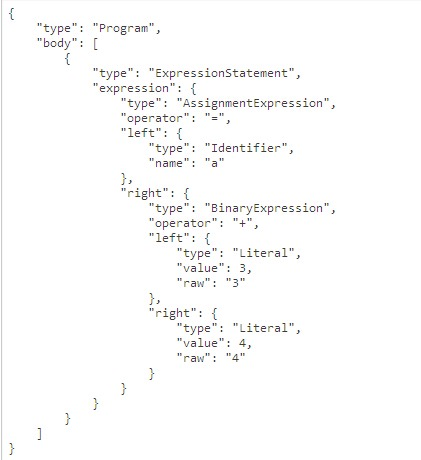 {
    "type": "Program",
    "body": [
        {
            "type": "ExpressionStatement",
            "expression": {
                "type": "AssignmentExpression",
                "operator": "=",
                "left": {
                    "type": "Identifier",
                    "name": "a"
                },
                "right": {
                    "type": "BinaryExpression",
                    "operator": "+",
                    "left": {
                        "type": "Literal",
                        "value": 3,
                        "raw": "3"
                    },
                    "right": {
                        "type": "Literal",
                        "value": 4,
                        "raw": "4"
                    }
                }
            }
        }
    ]
}